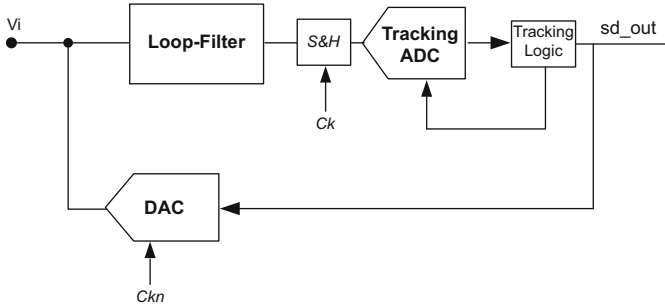 Vi
Loop-Filter
S&H
Tracking
ADC
Tracking
Logic
sd_out
Ck
DAC
Ckn